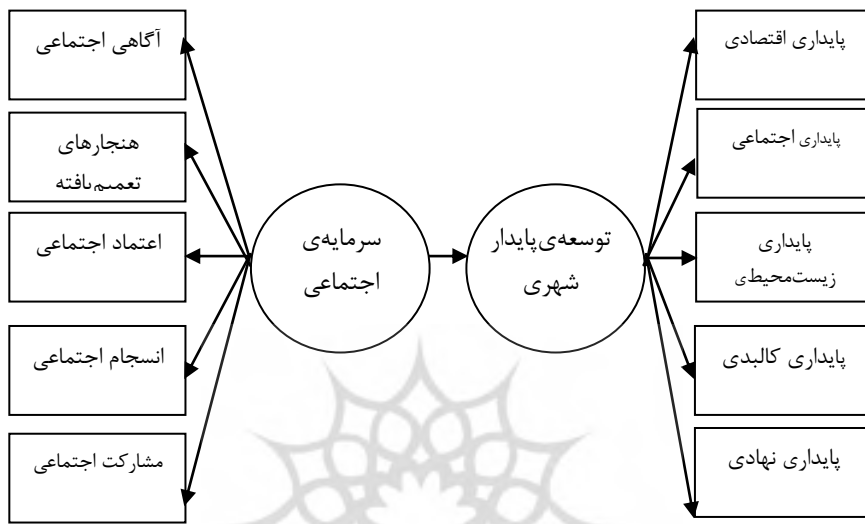 پایداری اقتصادی
پایداری اجتماعی
پایداری
زیست‌محیطی
پایداری کالبدی
پایداری نهادی
توسعه‌ی‌پایدار
شهری
سرمایه‌ی
اجتماعی
آگاهی اجتماعی
هنجارهای
تعمیم‌یافته
اعتماد اجتماعی
انسجام اجتماعی
مشارکت اجتماعی